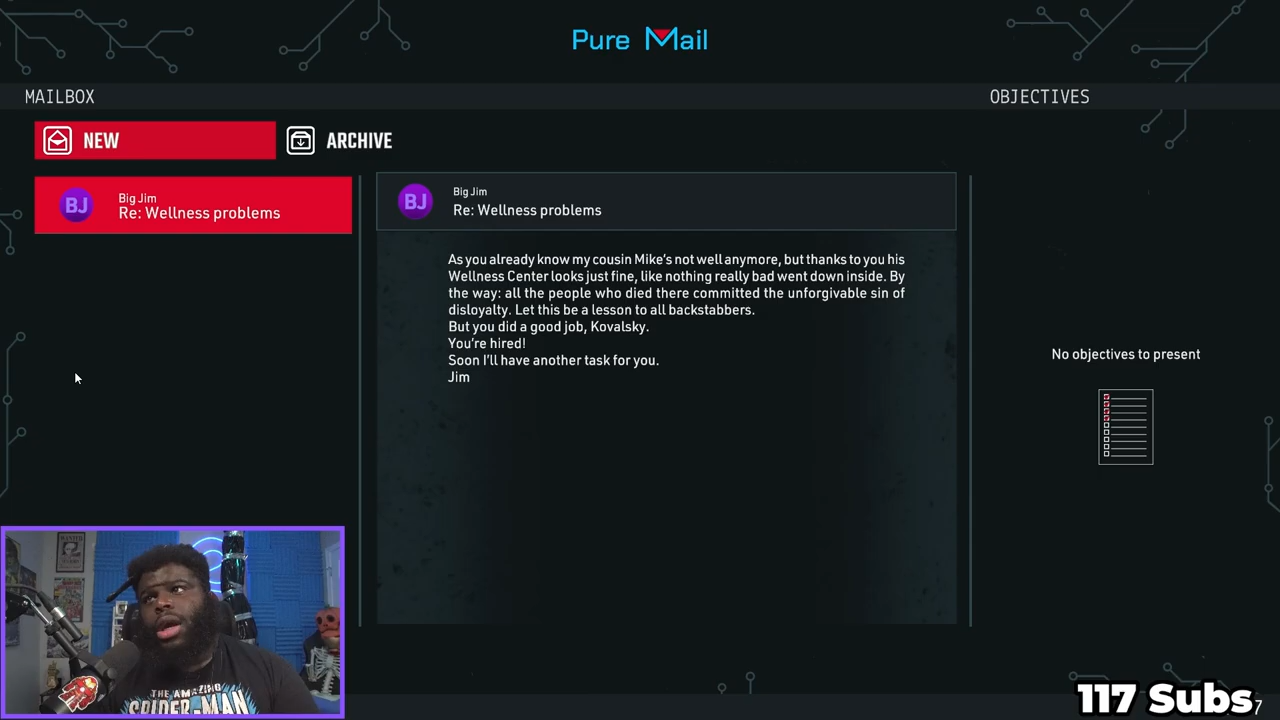 Pure Mail
MAILBOX
OBJECTIVES
NEW
ARCHIVE
BJ
Big Jim
Re: Wellness problems
BJ
Big Jim
Re: Wellness problems
As you already know my cousin Mike's not well anymore, but thanks to you his
Wellness Center looks just fine, like nothing really bad went down inside. By
the way: all the people who died there committed the unforgivable sin of
disloyalty. Let this be a lesson to all backstabbers.
But you did a good job, Kovalsky.
You're hired!
Soon I'll have another task for you.
Jim
No objectives to present
WANTED
THE AMAZING
SPIDER-MAN
117 Subs
7